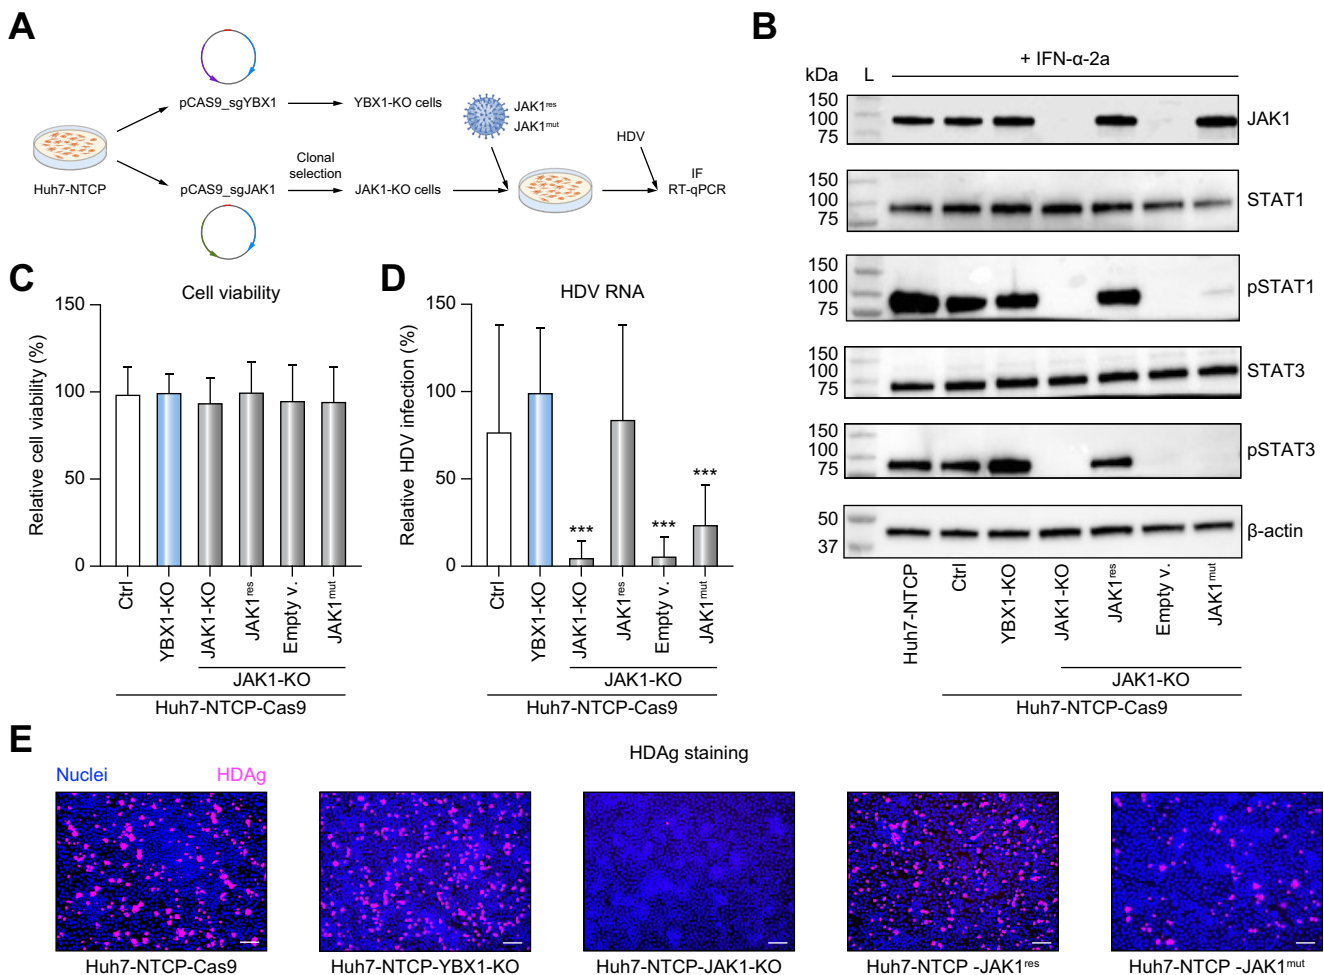 A
pCAS9_sgYBX1
YBX1-KO cells
JAK1res
JAK1mut
Huh7-NTCP
Clonal
selection
pCAS9_sgJAK1
JAK1-KO cells
HDV
IF
RT-qPCR
B
+ IFN-α-2a
kDa
L
150
100
75
JAK1
150
100
75
STAT1
150
100
75
pSTAT1
150
100
75
STAT3
150
100
75
pSTAT3
50
37
β-actin
Huh7-NTCP
Ctrl
YBX1-KO
JAK1-KO
JAK1res
Empty v.
JAK1mut
JAK1-KO
Huh7-NTCP-Cas9
C
Cell viability
Relative cell viability (%)
150
100
50
0
Ctrl
YBX1-KO
JAK1-KO
JAK1res
Empty v.
JAK1mut
JAK1-KO
Huh7-NTCP-Cas9
D
HDV RNA
Relative HDV infection (%)
150
100
50
0
***
***
***
Ctrl
YBX1-KO
JAK1-KO
JAK1res
Empty v.
JAK1mut
JAK1-KO
Huh7-NTCP-Cas9
E
HDAg staining
Nuclei
HDAg
Huh7-NTCP-Cas9
Huh7-NTCP-YBX1-KO
Huh7-NTCP-JAK1-KO
Huh7-NTCP -JAK1res
Huh7-NTCP -JAK1mut